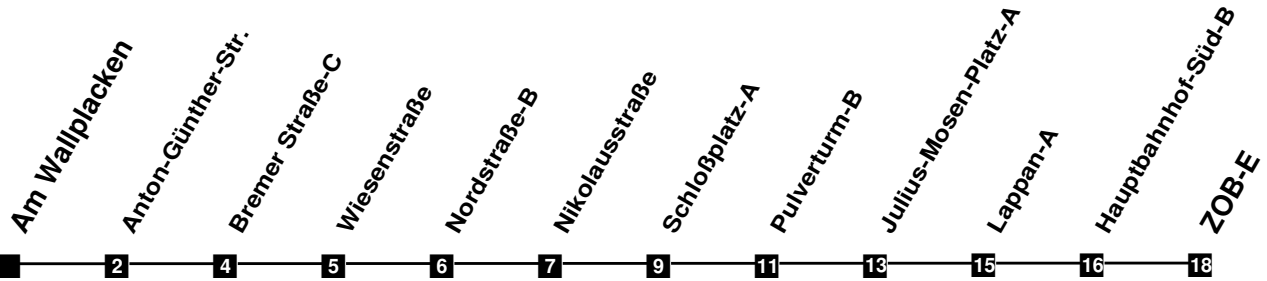 Am Wallplacken
Anton-Günther-Str.
Bremer Straße-C
Wiesenstraße
Nordstraße-B
Nikolausstraße
Schloßplatz-A
Pulverturm-B
Julius-Mosen-Platz-A
Lappan-A
Hauptbahnhof-Süd-B
ZOB-E
2 4 5 6 7 9 11 13 15 16 18